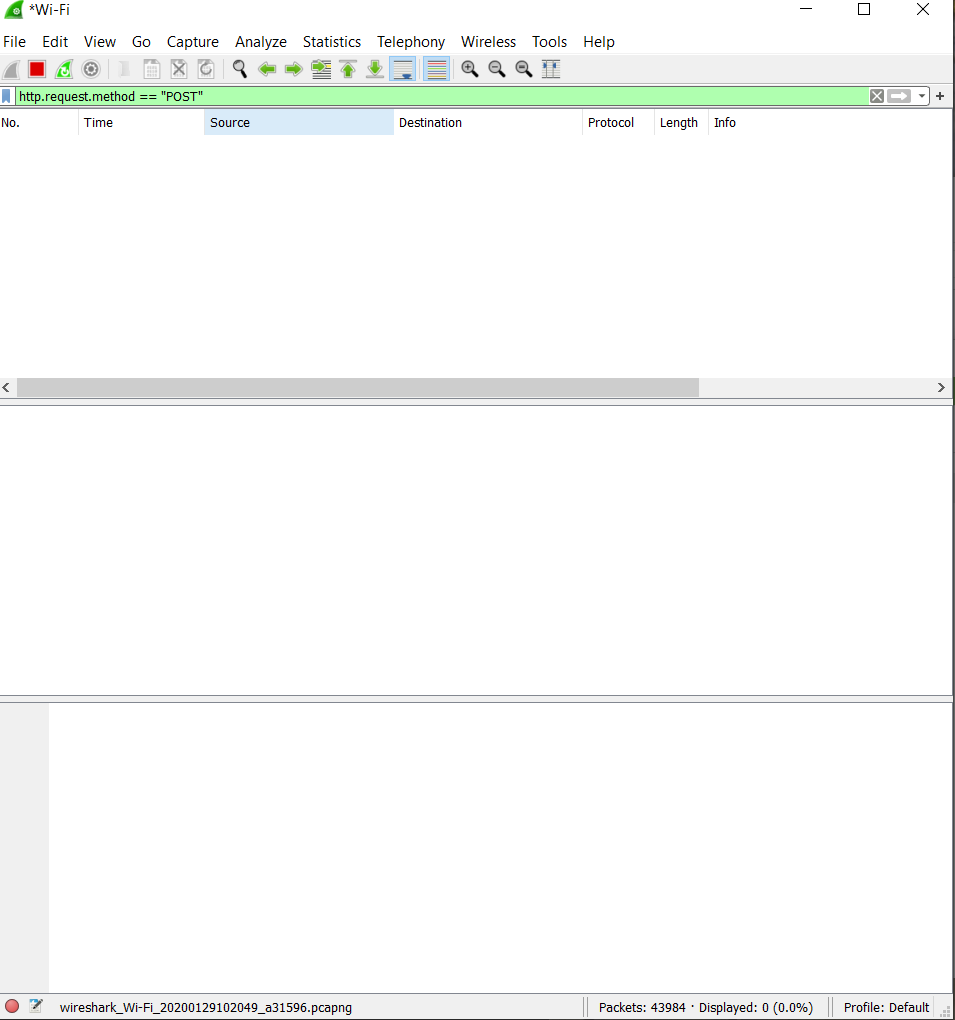 *Wi-Fi
File Edit View Go Capture Analyze Statistics Telephony Wireless Tools Help
http.request.method == "POST"
No. Time Source Destination Protocol Length Info
wireshark_Wi-Fi_20200129102049_a31596.pcapng Packets: 43984 · Displayed: 0 (0.0%) Profile: Default